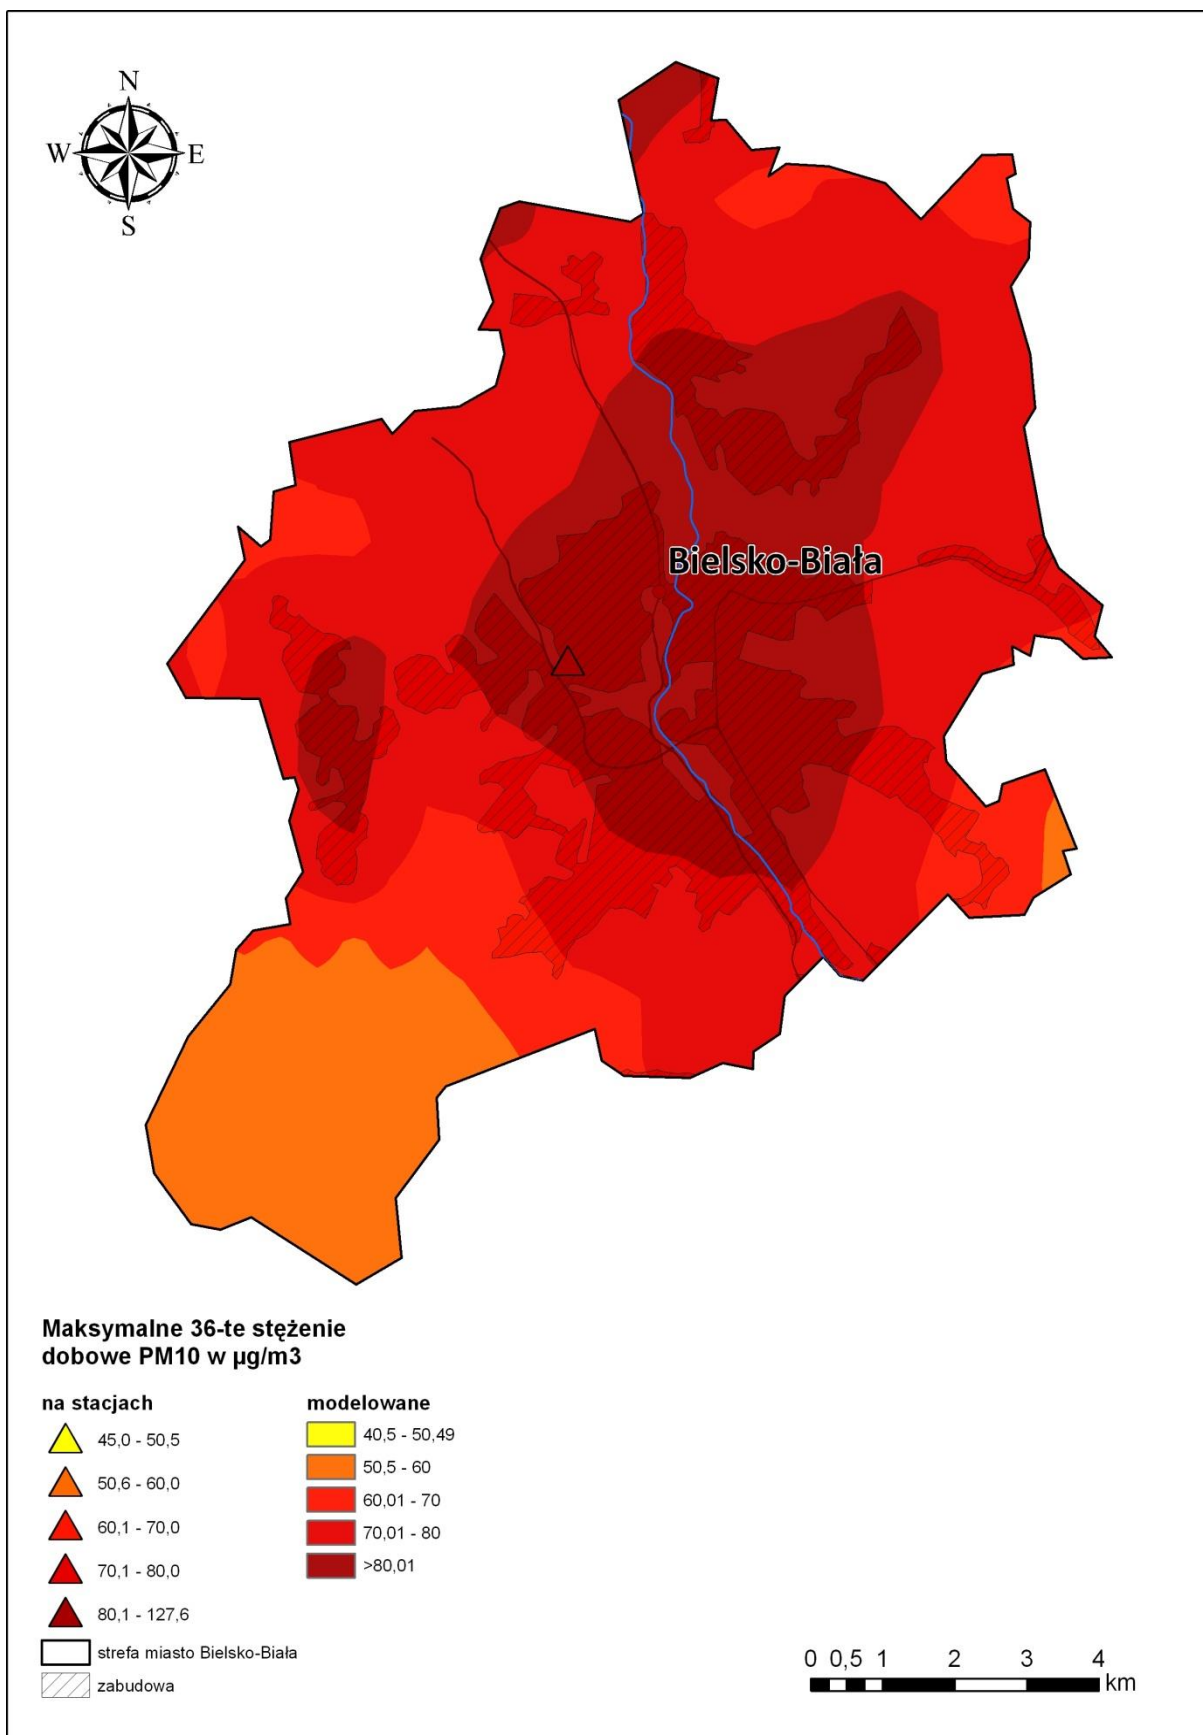 N
W E
S
Bielsko-Biała
Maksymalne 36-te stężenie
dobowe PM10 w µg/m3
na stacjach
45,0 - 50,5
50,6 - 60,0
60,1 - 70,0
70,1 - 80,0
80,1 - 127,6
strefa miasto Bielsko-Biała
zabudowa
modelowane
40,5 - 50,49
50,5 - 60
60,01 - 70
70,01 - 80
>80,01
0 0,5 1 2 3 4
km